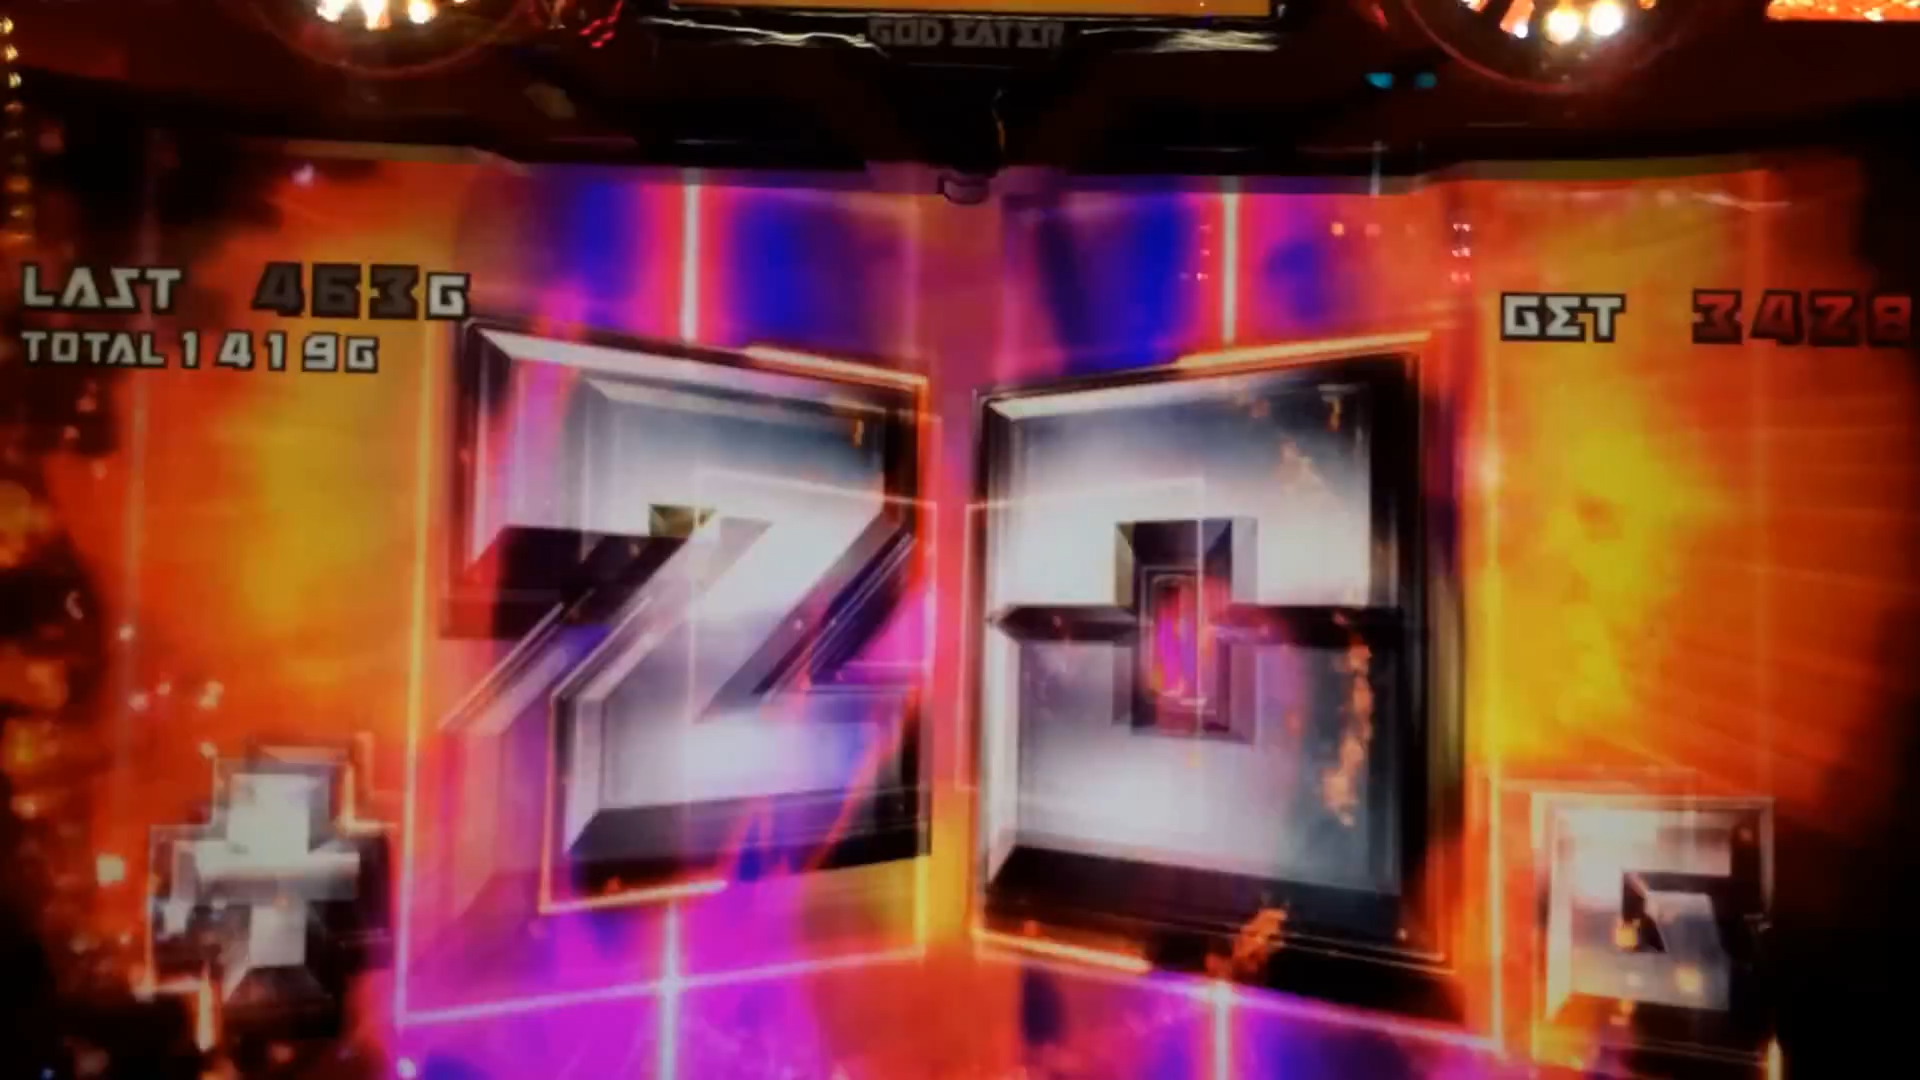 GOD EATER
LAST 463G
TOTAL 1419G
GET 3428
+20G